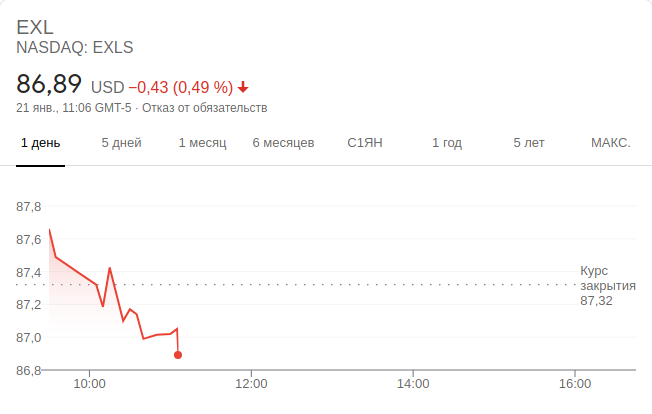 EXL
NASDAQ: EXLS
86,89 USD −0,43 (0,49 %)
21 янв., 11:06 GMT-5 · Отказ от обязательств
1 день 5 дней 1 месяц 6 месяцев С1ЯН 1 год 5 лет МАКС.
87,8
87,6
87,4
87,2
87,0
86,8
Курс
закрытия
87,32
10:00 12:00 14:00 16:00